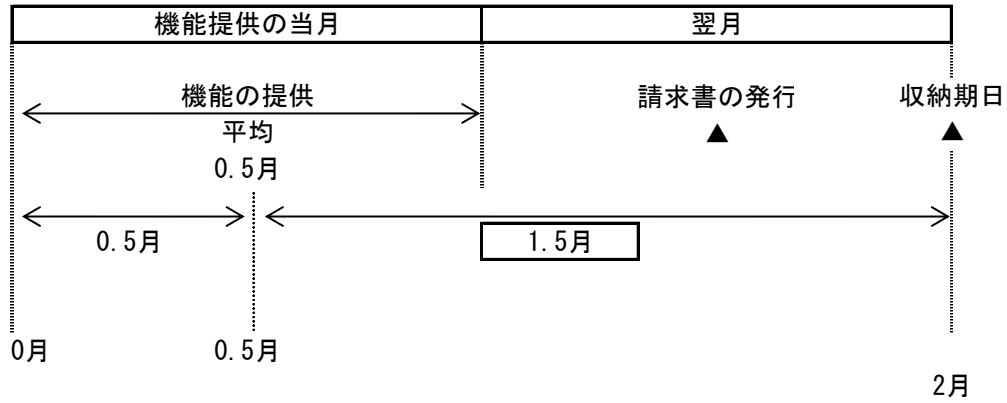 機能提供の当月 翌月
機能の提供 請求書の発行 収納期日
平均 ▲ ▲
0.5月
0.5月 1.5月
0月 0.5月
2月